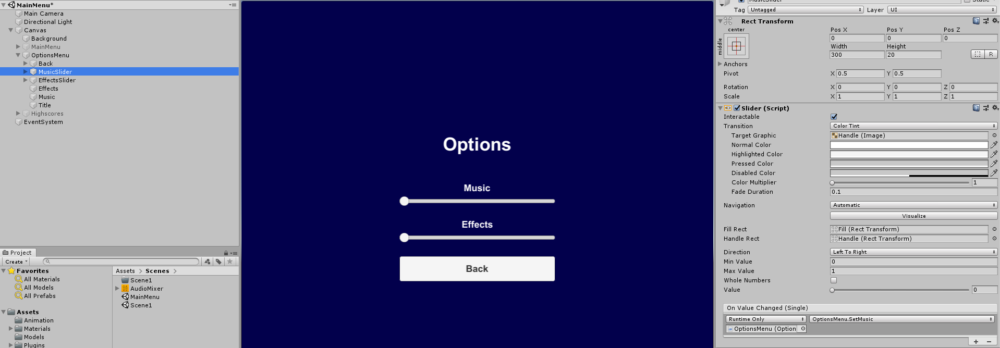 MainMenu*
Main Camera
Directional Light
Canvas
Background
MainMenu
OptionsMenu
Back
MusicSlider
EffectsSlider
Effects
Music
Title
Highscores
EventSystem
Project
Create
Favorites
All Materials
All Models
All Prefabs
Assets
Animation
Materials
Models
Plugins
Assets > Scenes >
Scene1
AudioMixer
MainMenu
Scene1
Options
Music
Effects
Back
MusicSlider Static
Tag Untagged Layer UI
Rect Transform
center
middle
Pos X Pos Y Pos Z
0 0 0
Width Height
300 20
R
Anchors
Pivot X 0.5 Y 0.5
Rotation X 0 Y 0 Z 0
Scale X 1 Y 1 Z 1
Slider (Script)
Interactable
Transition Color Tint
Target Graphic Handle (Image)
Normal Color
Highlighted Color
Pressed Color
Disabled Color
Color Multiplier 1
Fade Duration 0.1
Navigation Automatic
Visualize
Fill Rect Fill (Rect Transform)
Handle Rect Handle (Rect Transform)
Direction Left To Right
Min Value 0
Max Value 1
Whole Numbers
Value 0
On Value Changed (Single)
Runtime Only OptionsMenu.SetMusic
OptionsMenu (Option